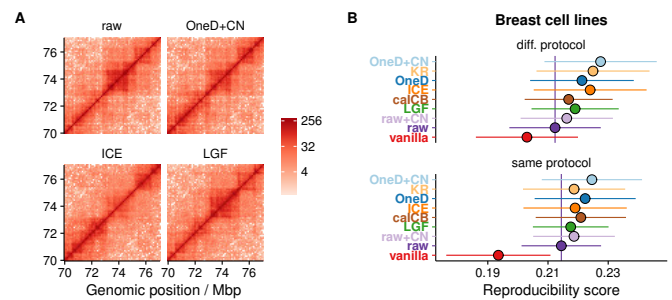 A
raw
OneD+CN
76
74
72
70
ICE
LGF
76
74
72
70
70 72 74 76
70 72 74 76
Genomic position / Mbp
256
32
4
B
Breast cell lines
diff. protocol
OneD+CN
KR
OneD
ICE
caICB
LGF
raw+CN
raw
vanilla
same protocol
OneD+CN
KR
OneD
ICE
caICB
LGF
raw+CN
raw
vanilla
0.19 0.21 0.23
Reproducibility score